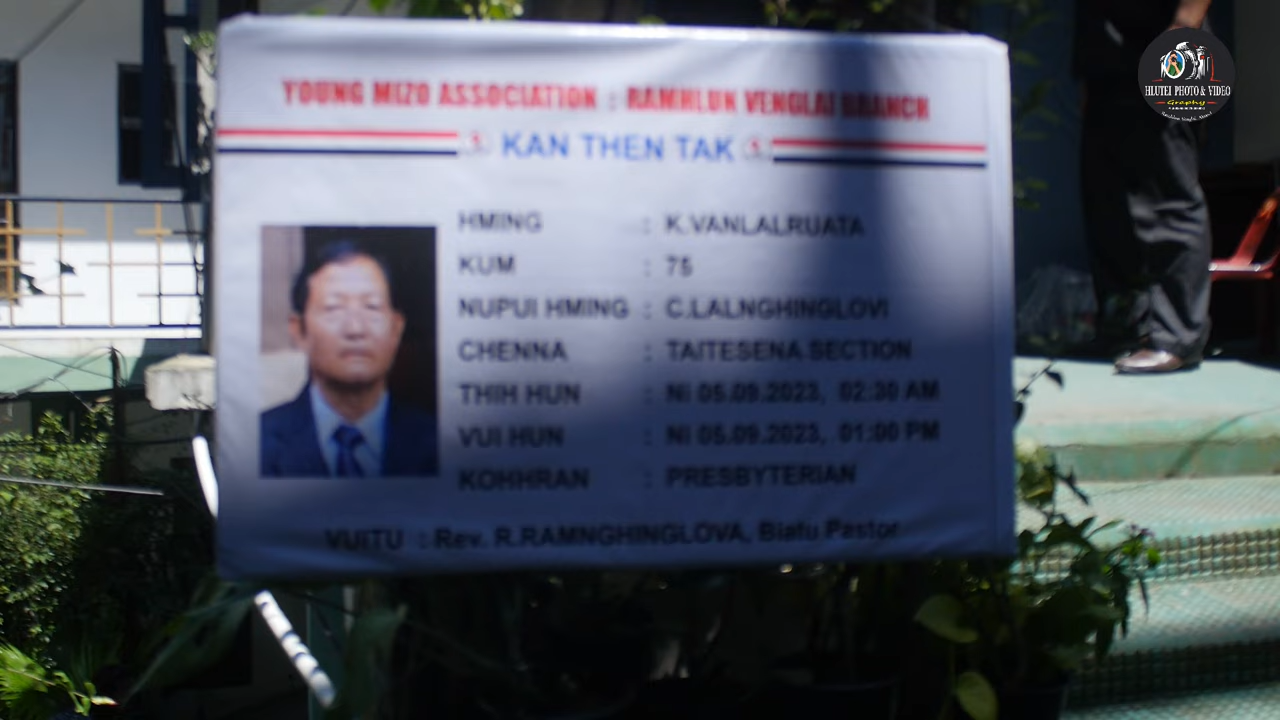 YOUNG MIZO ASSOCIATION : RAMHLUN VENGLAI BRANCH
KAN THEN TAK
HMING : K.VANLALRUATA
KUM : 75
NUPUI HMING : C.LALNGHINGLOVI
CHENNA : TAITESENA SECTION
THIH HUN : Ni 05.09.2023, 02:30 AM
VUI HUN : Ni 05.09.2023, 01:00 PM
KOHHRAN : PRESBYTERIAN
VUITU : Rev. R.RAMNGHINGLOVA, Bialtu Pastor
HLUTEI PHOTO & VIDEO
Graphy